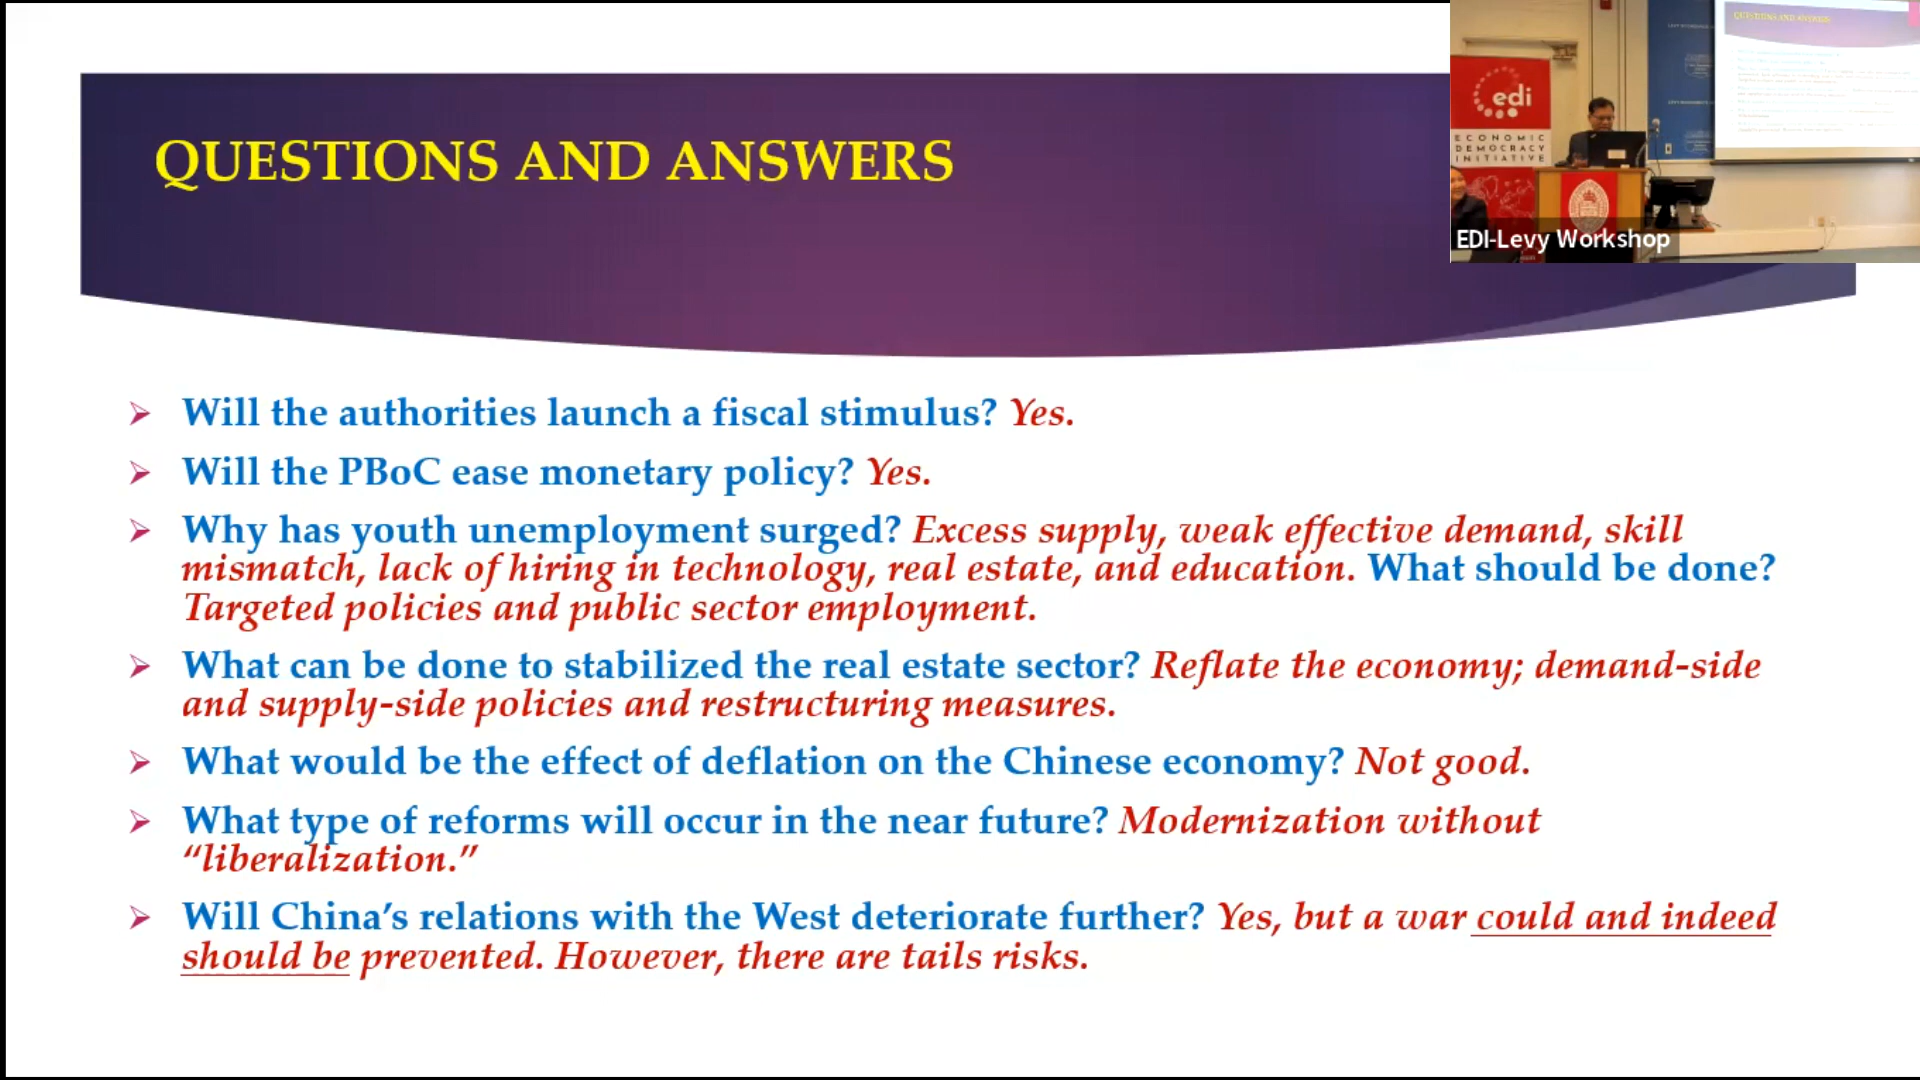 QUESTIONS AND ANSWERS
Will the authorities launch a fiscal stimulus? Yes.
Will the PBoC ease monetary policy? Yes.
Why has youth unemployment surged? Excess supply, weak effective demand, skill
mismatch, lack of hiring in technology, real estate, and education. What should be done?
Targeted policies and public sector employment.
What can be done to stabilized the real estate sector? Reflate the economy; demand-side
and supply-side policies and restructuring measures.
What would be the effect of deflation on the Chinese economy? Not good.
What type of reforms will occur in the near future? Modernization without
“liberalization.”
Will China’s relations with the West deteriorate further? Yes, but a war could and indeed
should be prevented. However, there are tails risks.
edi
ECONOMIC
DEMOCRACY
INITIATIVE
QUESTIONS AND ANSWERS
EDI-Levy Workshop